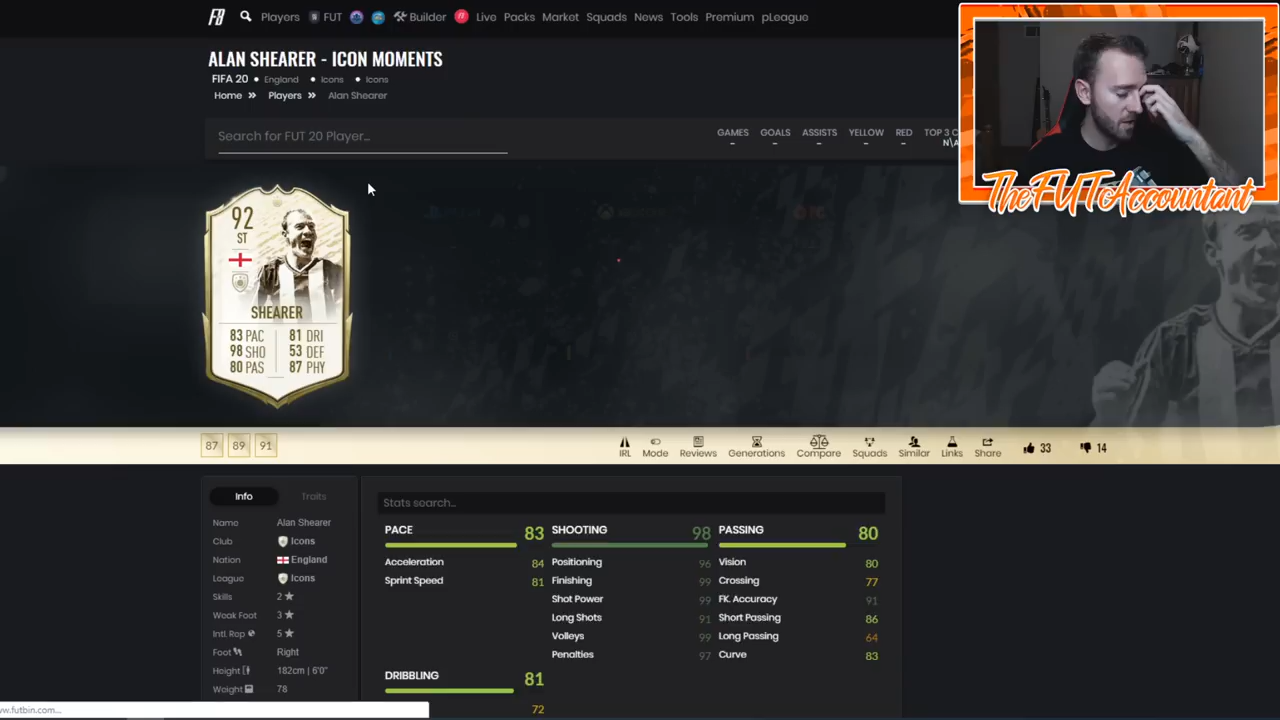 F8 Players FUT Builder Live Packs Market Squads News Tools Premium pLeague
ALAN SHEARER - ICON MOMENTS
FIFA 20 • England • Icons • Icons
Home » Players » Alan Shearer
Search for FUT 20 Player...
GAMES GOALS ASSISTS YELLOW RED TOP 3 C
- - - - - N\A
TheFUTAccountant
92
ST
SHEARER
83 PAC 81 DRI
98 SHO 53 DEF
80 PAS 87 PHY
87 89 91
IRL Mode Reviews Generations Compare Squads Similar Links Share 33 14
Info Traits
Stats search...
Name Alan Shearer
Club Icons
Nation England
League Icons
Skills 2 ★
Weak Foot 3 ★
Intl. Rep 5 ★
Foot Right
Height 182cm | 6'0"
Weight 78
PACE 83
Acceleration 84
Sprint Speed 81
SHOOTING 98
Positioning 96
Finishing 99
Shot Power 99
Long Shots 91
Volleys 99
Penalties 97
PASSING 80
Vision 80
Crossing 77
FK. Accuracy 91
Short Passing 86
Long Passing 64
Curve 83
DRIBBLING 81
72
ww.futbin.com...